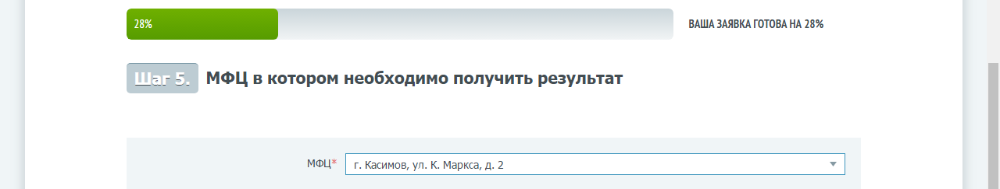 28%
ВАША ЗАЯВКА ГОТОВА НА 28%
Шаг 5. МФЦ в котором необходимо получить результат
МФЦ* г. Касимов, ул. К. Маркса, д. 2